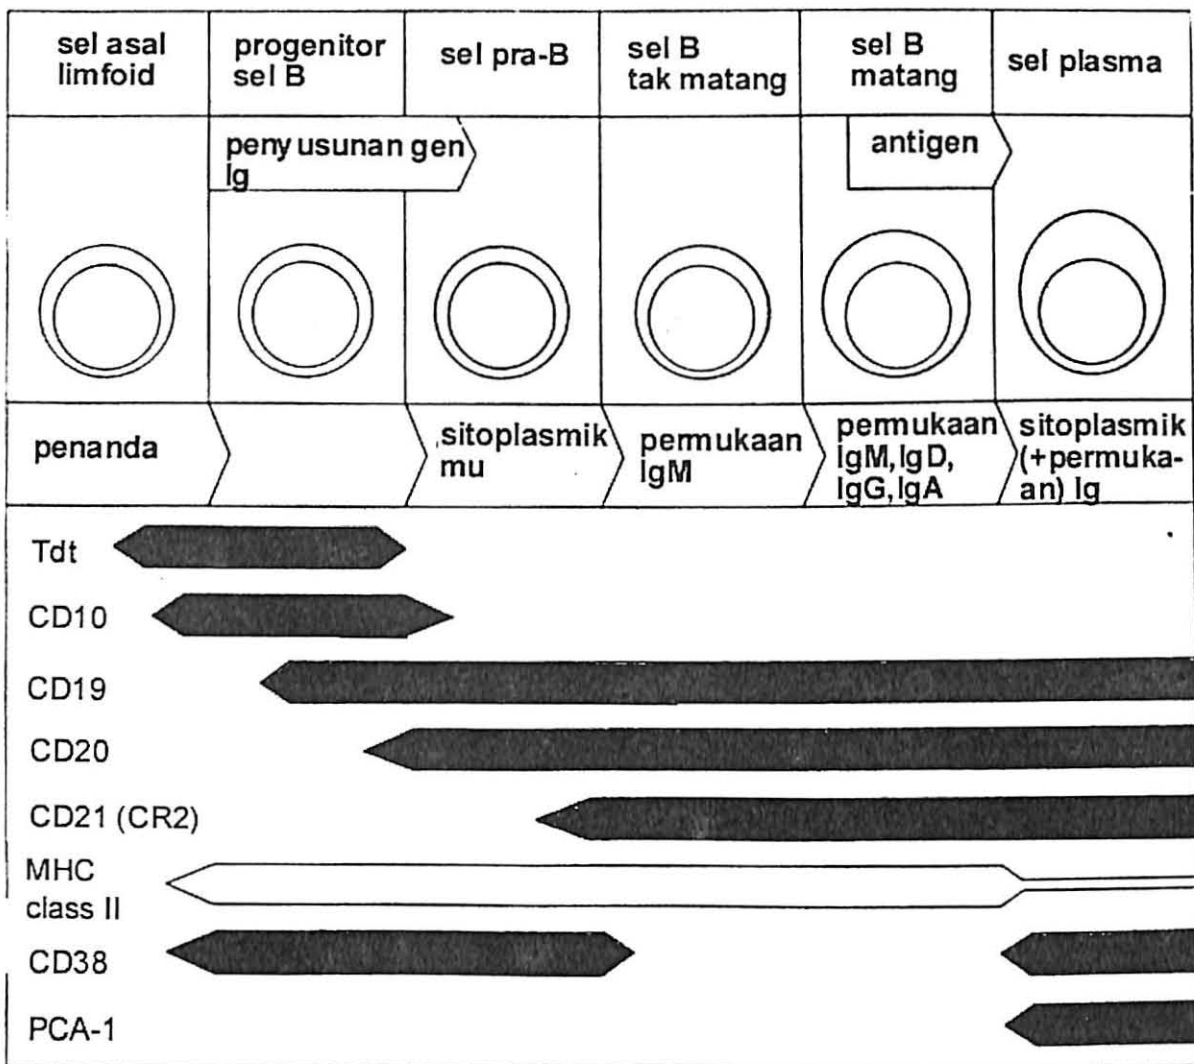 sel asal
limfoid
progenitor
sel B
sel pra-B
sel B
tak matang
sel B
matang
sel plasma
penyusunan gen
Ig
antigen
penanda
sitoplasmik
mu
permukaan
IgM
permukaan
IgM, IgD,
IgG, IgA
sitoplasmik
(+permuka-
an) Ig
Tdt
CD10
CD19
CD20
CD21 (CR2)
MHC
class II
CD38
PCA-1